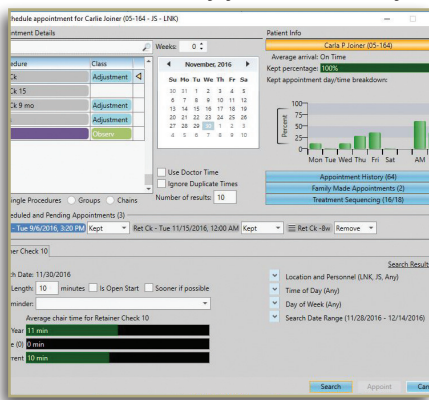 chedule appointment for Carlie Joiner (05-164 - JS - LNK)
intment Details
Patient Info
Weeks: 0
Carla P Joiner (05-164)
Average arrival: On Time
Kept percentage: 100%
Kept appointment day/time breakdown:
edure Class
Ck Adjustment
Ck 15
Ck 9 mo Adjustment
Adjustment
Observ
November, 2016
Su Mo Tu We Th Fr Sa
30 31 1 2 3 4 5
6 7 8 9 10 11 12
13 14 15 16 17 18 19
20 21 22 23 24 25 26
27 28 29 30 1 2 3
4 5 6 7 8 9 10
Percent
100
75
50
25
0
Mon Tue Wed Thu Fri Sat AM
Use Doctor Time
Ignore Duplicate Times
Number of results: 10
Appointment History (64)
Family Made Appointments (2)
Treatment Sequencing (16/18)
ingle Procedures Groups Chains
eduled and Pending Appointments (3)
- Tue 9/6/2016, 3:20 PM Kept Ret Ck - Tue 11/15/2016, 12:00 AM Kept Ret Ck -8w Remove
ner Check 10
Search Result
ch Date: 11/30/2016
Length: 10 minutes Is Open Start Sooner if possible
minder:
Average chair time for Retainer Check 10
Year 11 min
e (0) 0 min
rrent 10 min
Location and Personnel (LNK, JS, Any)
Time of Day (Any)
Day of Week (Any)
Search Date Range (11/28/2016 - 12/14/2016)
Search Appoint Can